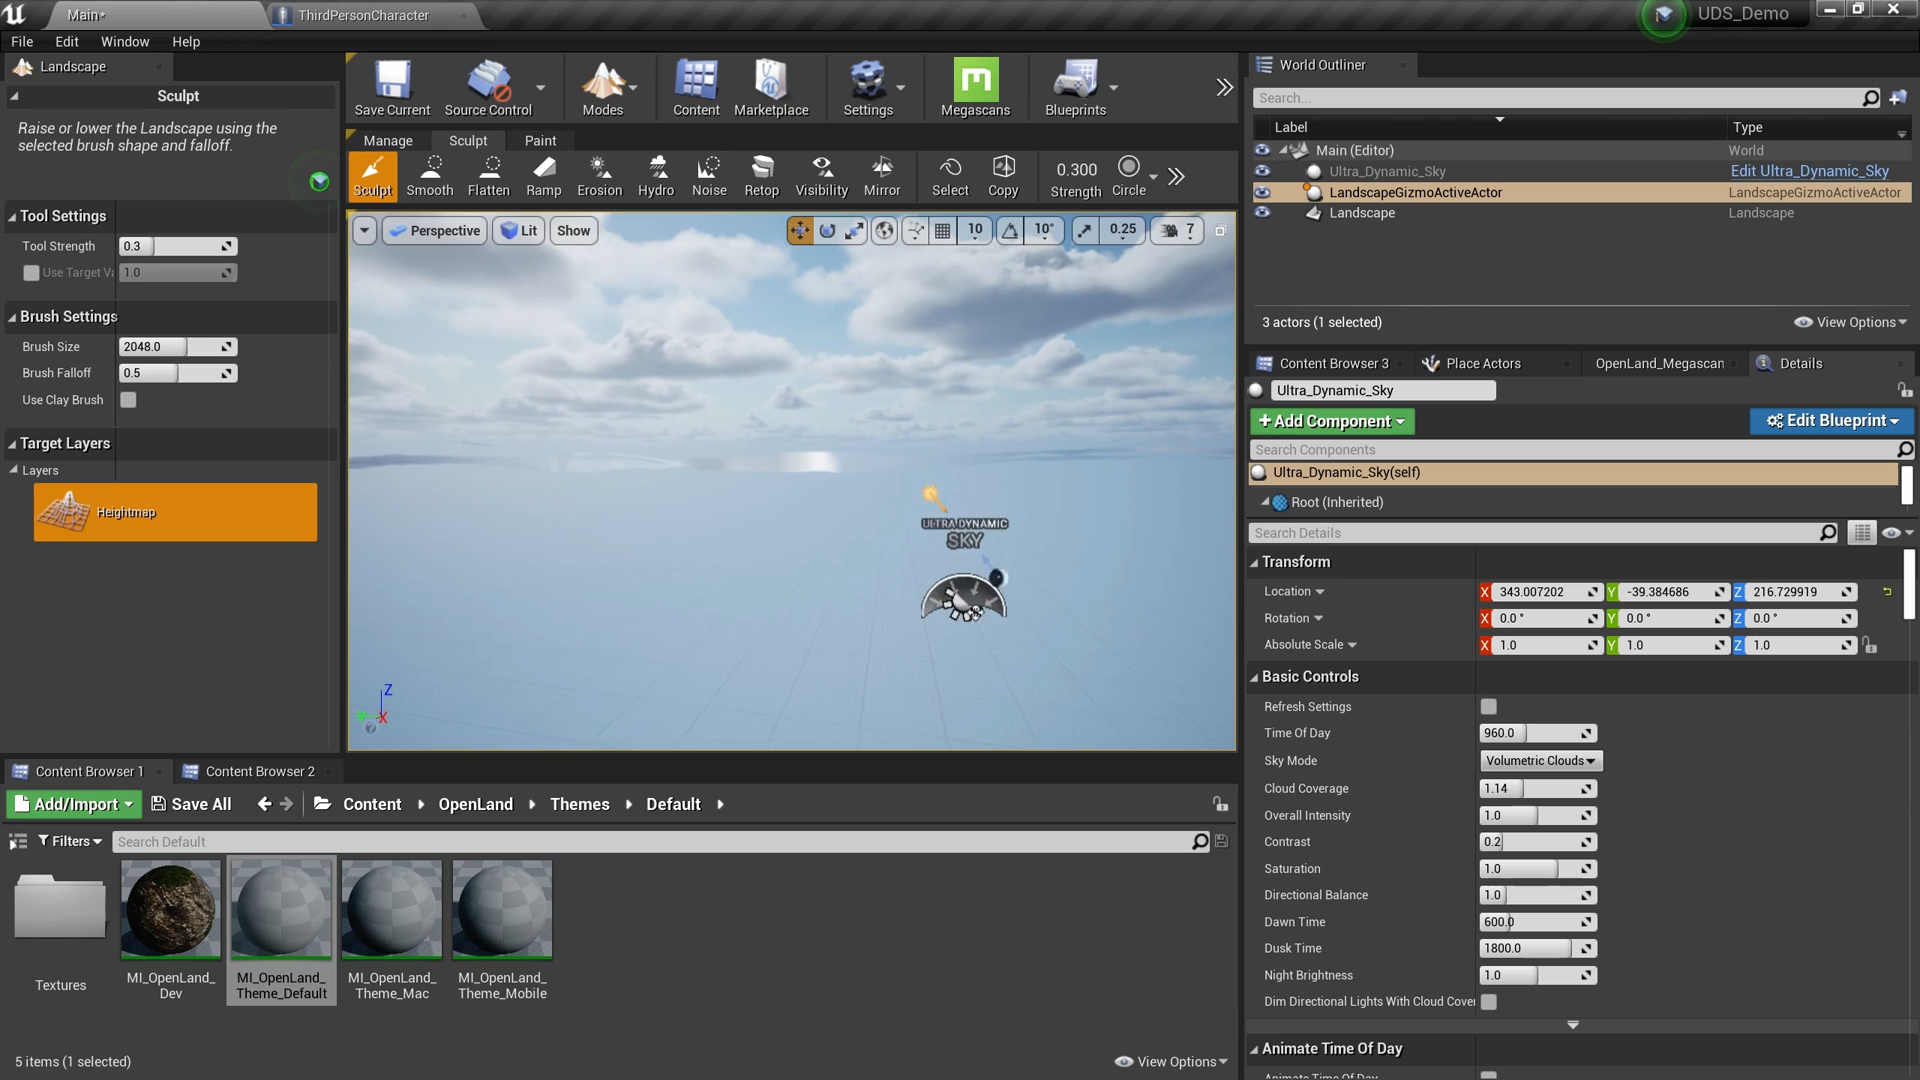 Main*
ThirdPersonCharacter
UDS_Demo
File Edit Window Help
Landscape
Sculpt
Raise or lower the Landscape using the
selected brush shape and falloff.
Tool Settings
Tool Strength 0.3
1.0
Brush Settings
Brush Size 2048.0
Brush Falloff 0.5
Use Clay Brush
Target Layers
Layers
Heightmap
Save Current Source Control Modes Content Marketplace Settings Megascans Blueprints
Manage Sculpt Paint
Sculpt Smooth Flatten Ramp Erosion Hydro Noise Retop Visibility Mirror Select Copy
0.300
Strength Circle
Perspective Lit Show
10 10° 0.25 7
ULTRA DYNAMIC
SKY
Z
X
World Outliner
Search...
Label Type
Main (Editor) World
Ultra_Dynamic_Sky Edit Ultra_Dynamic_Sky
LandscapeGizmoActiveActor LandscapeGizmoActiveActor
Landscape Landscape
3 actors (1 selected) View Options
Content Browser 3 Place Actors OpenLand_Megascan Details
Ultra_Dynamic_Sky
+Add Component Edit Blueprint
Search Components
Ultra_Dynamic_Sky(self)
Root (Inherited)
Search Details
Transform
Location X 343.007202 Y -39.384686 Z 216.729919
Rotation X 0.0 ° Y 0.0 ° Z 0.0 °
Absolute Scale X 1.0 Y 1.0 Z 1.0
Basic Controls
Refresh Settings
Time Of Day 960.0
Sky Mode Volumetric Clouds
Cloud Coverage 1.14
Overall Intensity 1.0
Contrast 0.2
Saturation 1.0
Directional Balance 1.0
Dawn Time 600.0
Dusk Time 1800.0
Night Brightness 1.0
Dim Directional Lights With Cloud Cove
Animate Time Of Day
Animate Time Of Day
Content Browser 1 Content Browser 2
Add/Import Save All Content OpenLand Themes Default
Filters Search Default
Textures
MI_OpenLand_
Dev
MI_OpenLand_
Theme_Default
MI_OpenLand_
Theme_Mac
MI_OpenLand_
Theme_Mobile
5 items (1 selected) View Options